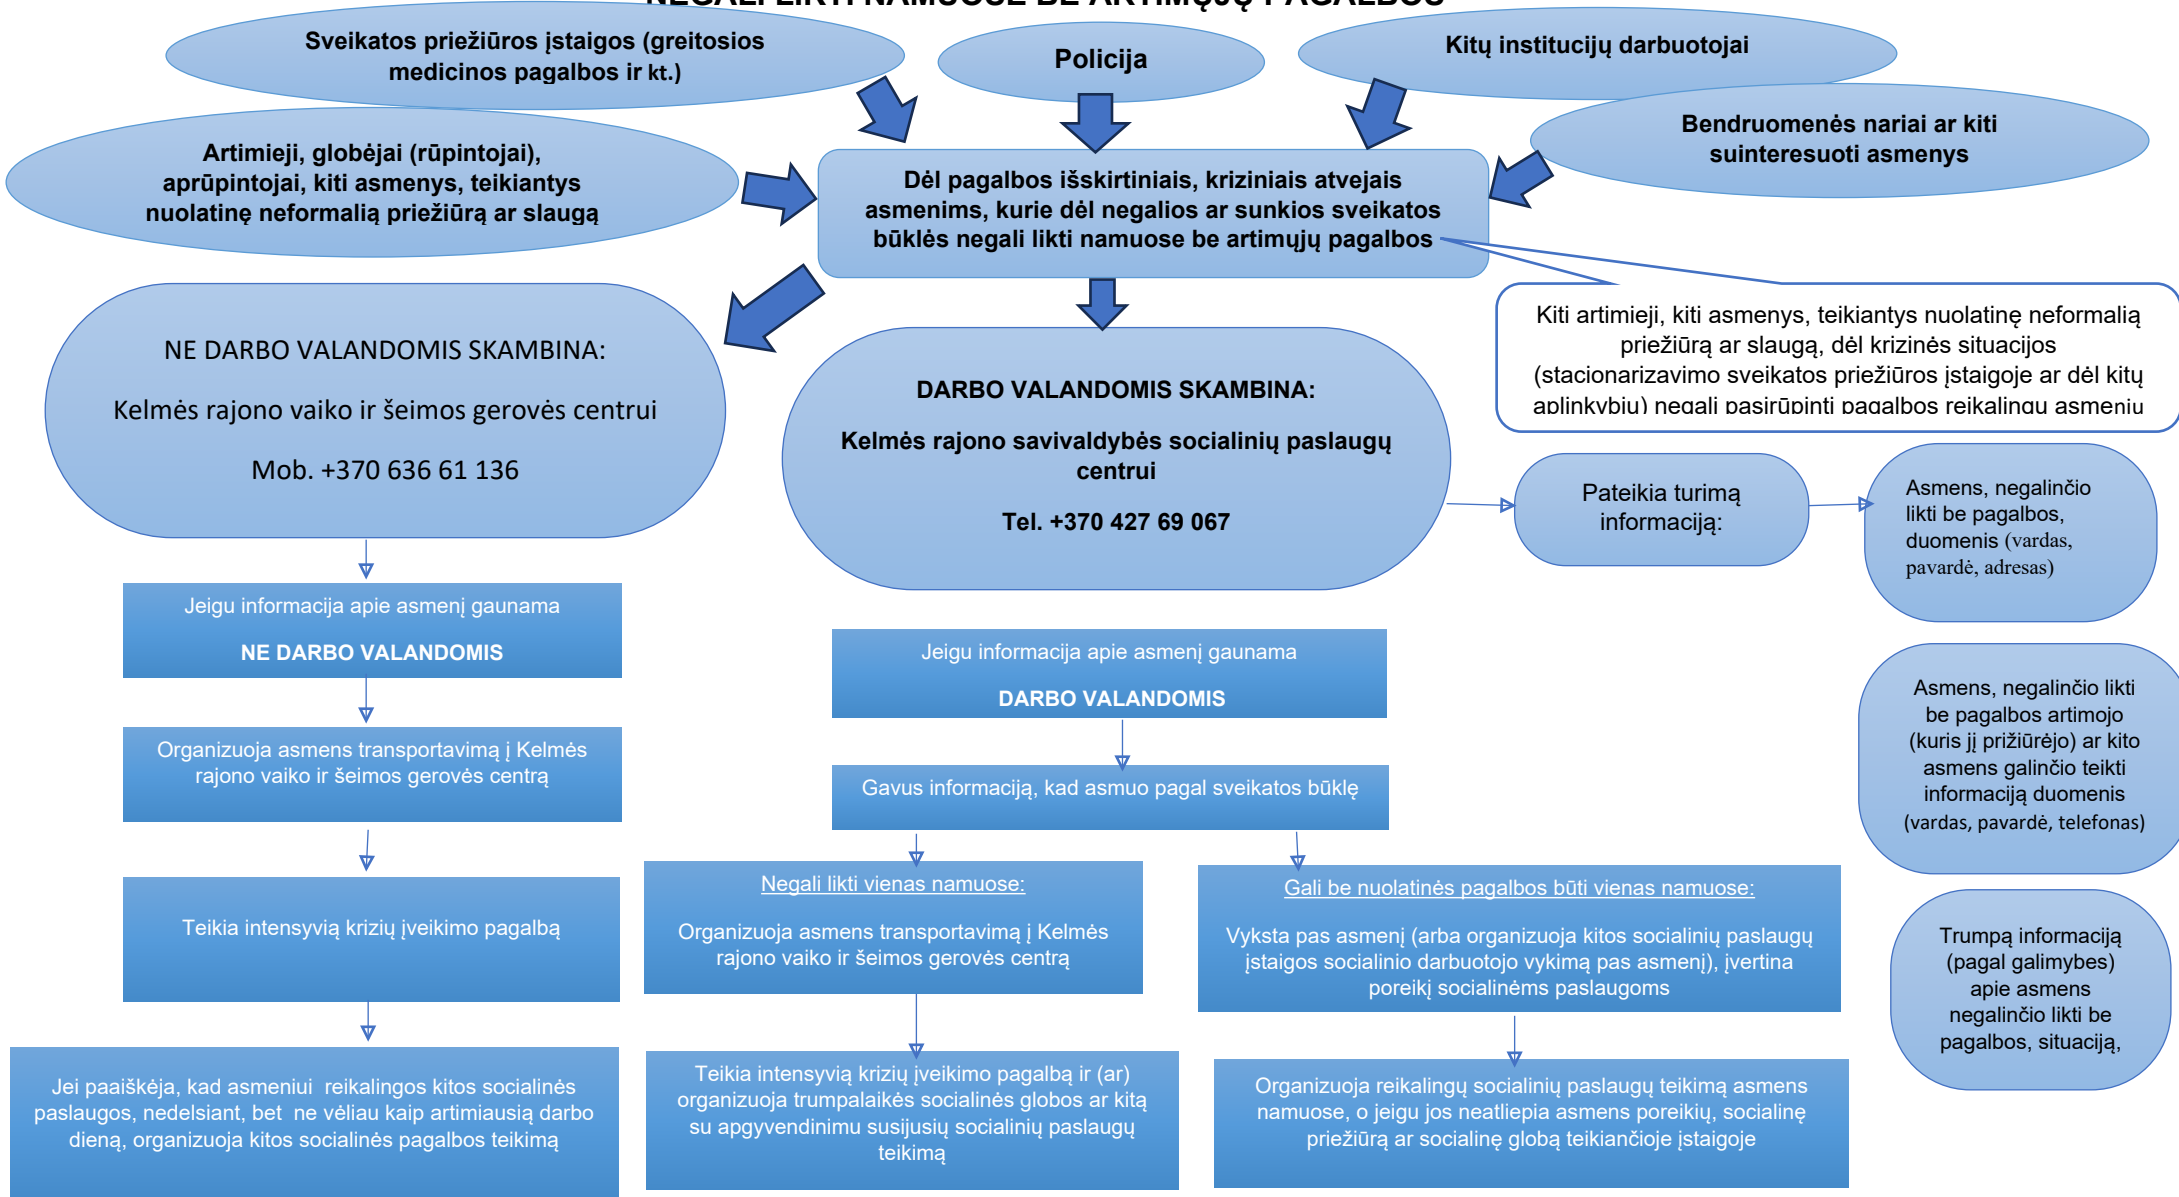 NEGALI LIKTI NAMUOSE BE ARTIMŲJŲ PAGALBOS
Sveikatos priežiūros įstaigos (greitosios
medicinos pagalbos ir kt.)
Policija
Kitų institucijų darbuotojai
Artimieji, globėjai (rūpintojai),
aprūpintojai, kiti asmenys, teikiantys
nuolatinę neformalią priežiūrą ar slaugą
Bendruomenės nariai ar kiti
suinteresuoti asmenys
Dėl pagalbos išskirtiniais, kriziniais atvejais
asmenims, kurie dėl negalios ar sunkios sveikatos
būklės negali likti namuose be artimųjų pagalbos
Kiti artimieji, kiti asmenys, teikiantys nuolatinę neformalią
priežiūrą ar slaugą, dėl krizinės situacijos
(stacionarizavimo sveikatos priežiūros įstaigoje ar dėl kitų
aplinkybių) negali pasirūpinti pagalbos reikalingu asmeniu
NE DARBO VALANDOMIS SKAMBINA:
Kelmės rajono vaiko ir šeimos gerovės centrui
Mob. +370 636 61 136
DARBO VALANDOMIS SKAMBINA:
Kelmės rajono savivaldybės socialinių paslaugų
centrui
Tel. +370 427 69 067
Pateikia turimą
informaciją:
Asmens, negalinčio
likti be pagalbos,
duomenis (vardas,
pavardė, adresas)
Asmens, negalinčio likti
be pagalbos artimojo
(kuris jį prižiūrėjo) ar kito
asmens galinčio teikti
informaciją duomenis
(vardas, pavardė, telefonas)
Trumpą informaciją
(pagal galimybes)
apie asmens
negalinčio likti be
pagalbos, situaciją,
Jeigu informacija apie asmenį gaunama
NE DARBO VALANDOMIS
Organizuoja asmens transportavimą į Kelmės
rajono vaiko ir šeimos gerovės centrą
Teikia intensyvią krizių įveikimo pagalbą
Jei paaiškėja, kad asmeniui reikalingos kitos socialinės
paslaugos, nedelsiant, bet ne vėliau kaip artimiausią darbo
dieną, organizuoja kitos socialinės pagalbos teikimą
Jeigu informacija apie asmenį gaunama
DARBO VALANDOMIS
Gavus informaciją, kad asmuo pagal sveikatos būklę
Negali likti vienas namuose:
Organizuoja asmens transportavimą į Kelmės
rajono vaiko ir šeimos gerovės centrą
Teikia intensyvią krizių įveikimo pagalbą ir (ar)
organizuoja trumpalaikės socialinės globos ar kitą
su apgyvendinimu susijusių socialinių paslaugų
teikimą
Gali be nuolatinės pagalbos būti vienas namuose:
Vyksta pas asmenį (arba organizuoja kitos socialinių paslaugų
įstaigos socialinio darbuotojo vykimą pas asmenį), įvertina
poreikį socialinėms paslaugoms
Organizuoja reikalingų socialinių paslaugų teikimą asmens
namuose, o jeigu jos neatliepia asmens poreikių, socialinę
priežiūrą ar socialinę globą teikiančioje įstaigoje